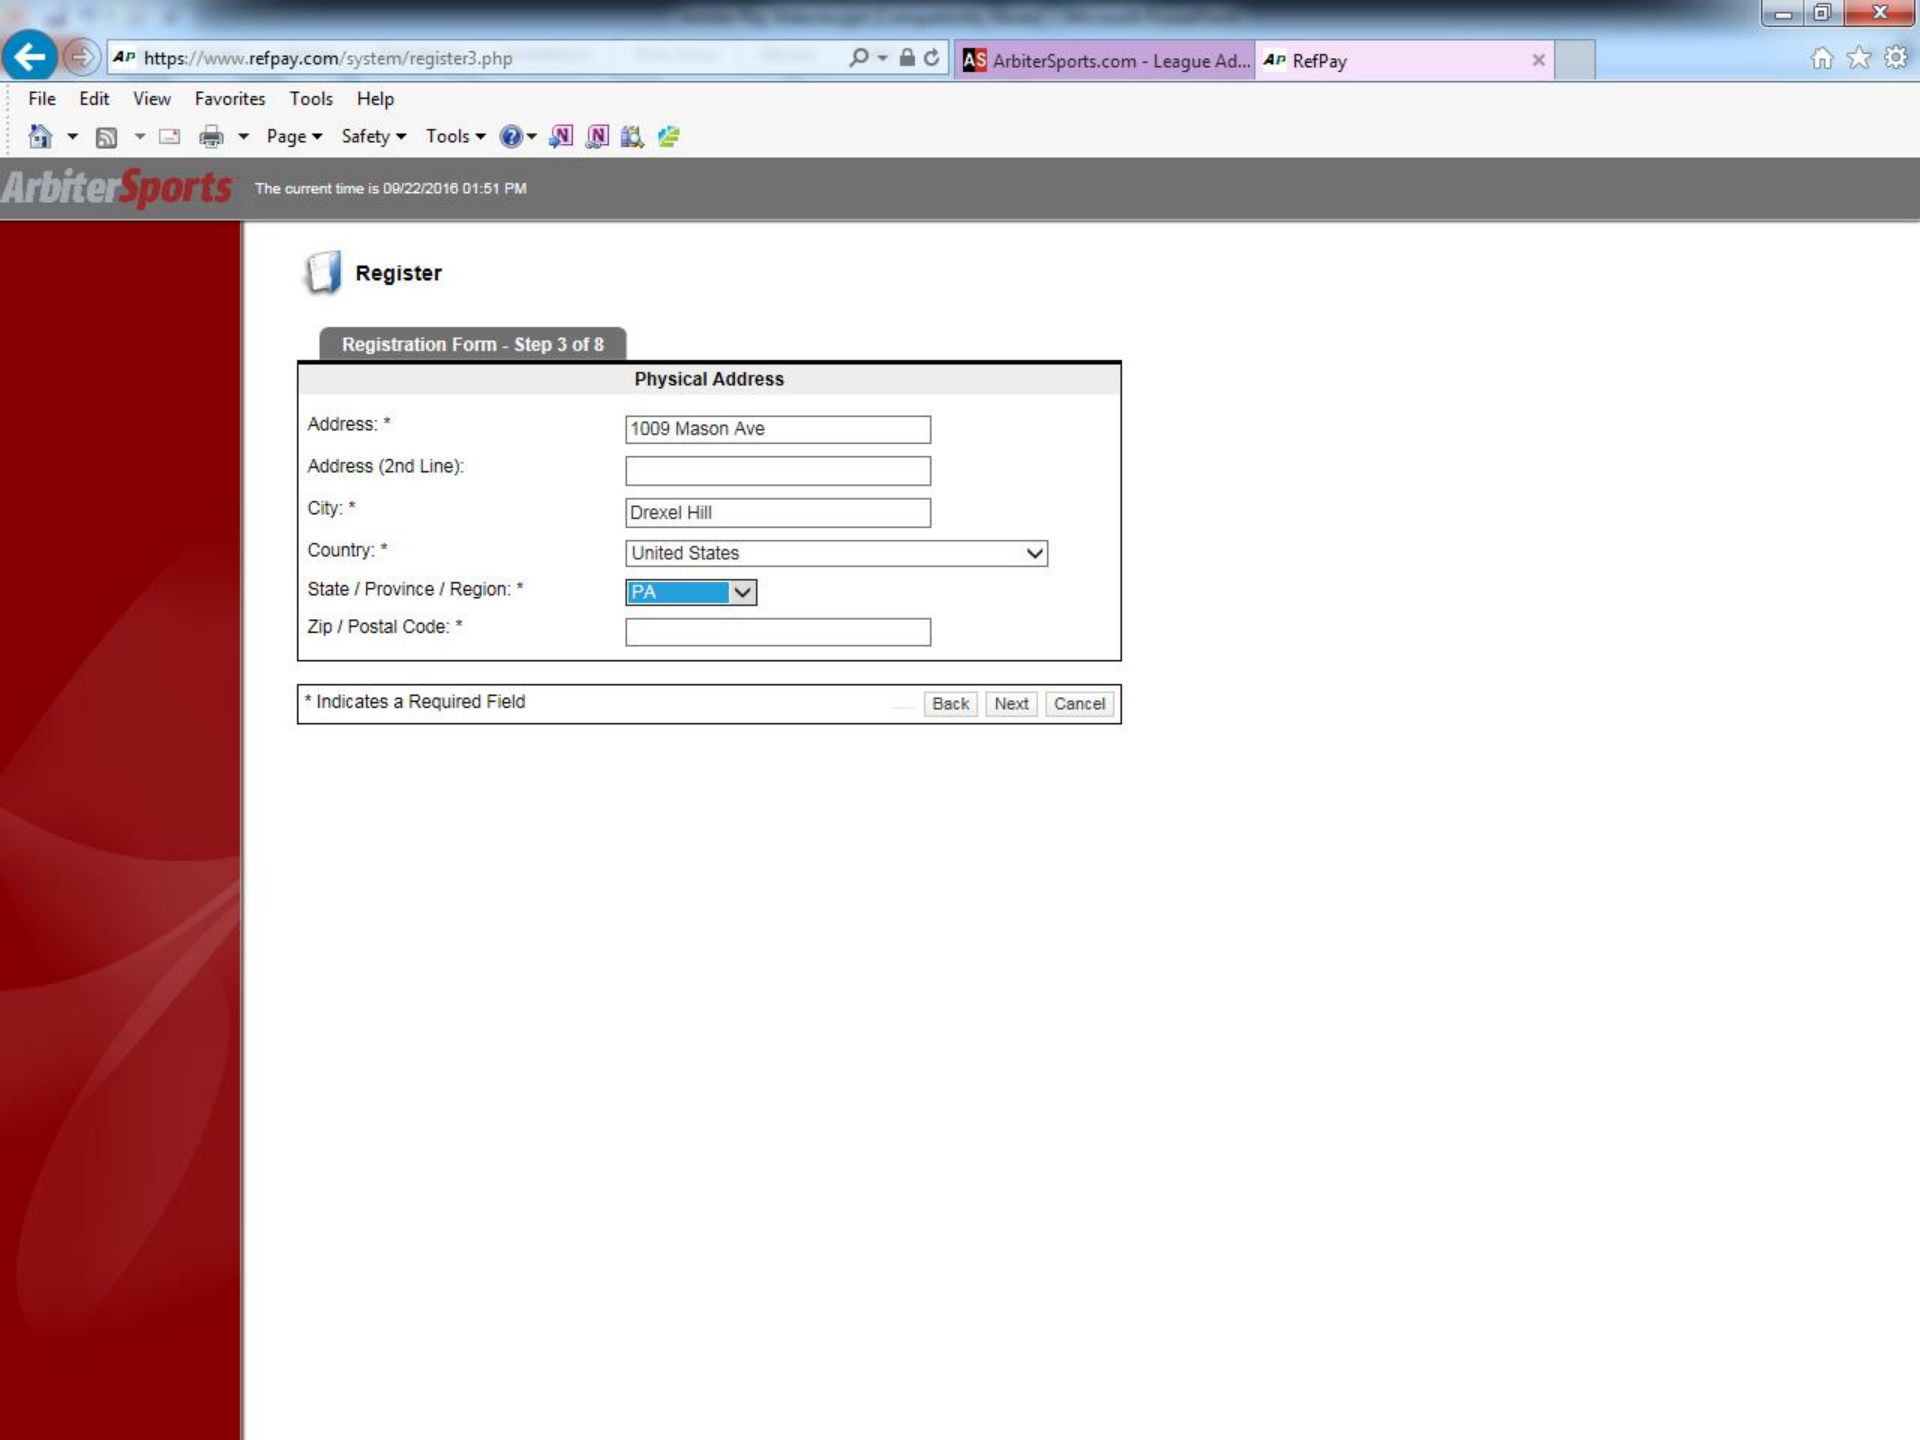 https://www.refpay.com/system/register3.php
AS ArbiterSports.com - League Ad...
AP RefPay
File Edit View Favorites Tools Help
Page Safety Tools
ArbiterSports The current time is 09/22/2016 01:51 PM
Register
Registration Form - Step 3 of 8
Physical Address
Address: * 1009 Mason Ave
Address (2nd Line):
City: * Drexel Hill
Country: * United States
State / Province / Region: * PA
Zip / Postal Code: *
* Indicates a Required Field Back Next Cancel